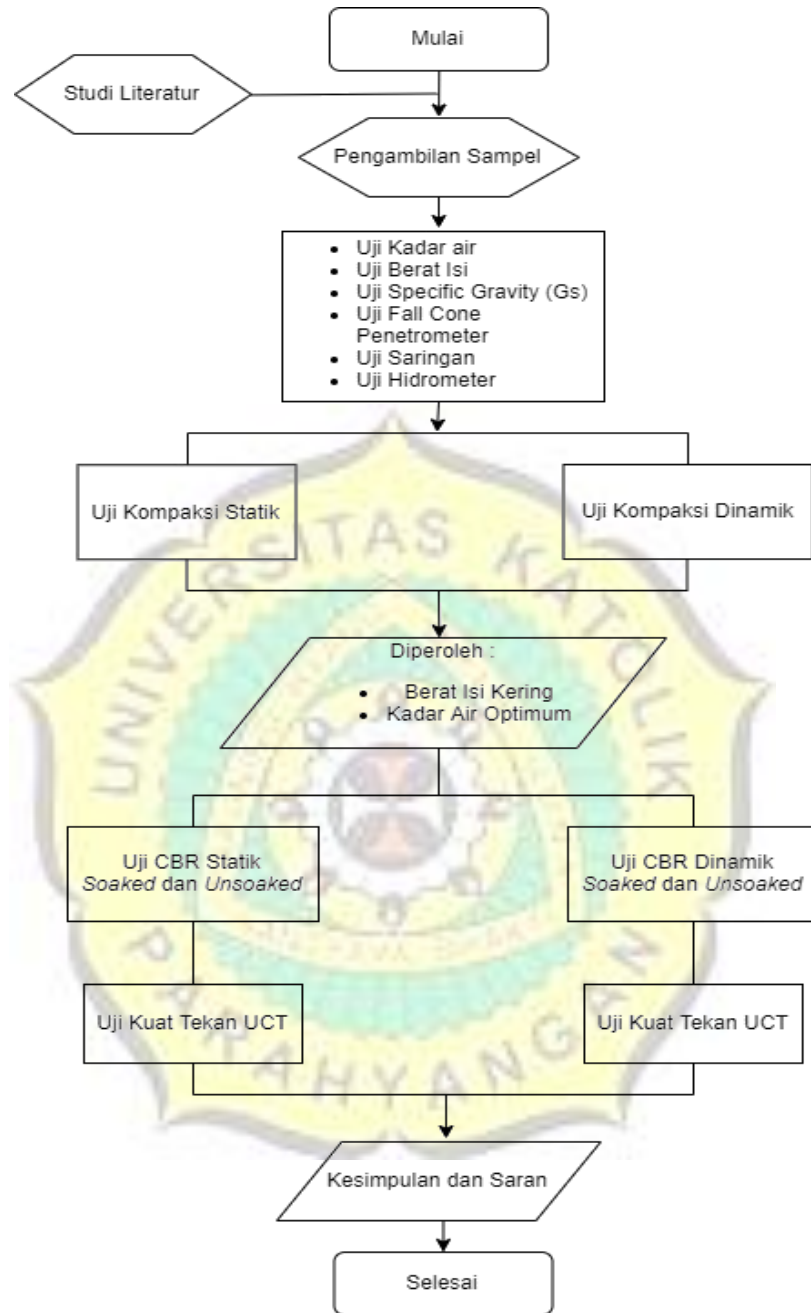 Mulai
Studi Literatur
Pengambilan Sampel
• Uji Kadar air
• Uji Berat Isi
• Uji Specific Gravity (Gs)
• Uji Fall Cone
Penetrometer
• Uji Saringan
• Uji Hidrometer
Uji Kompaksi Statik
Uji Kompaksi Dinamik
Diperoleh :
• Berat Isi Kering
• Kadar Air Optimum
Uji CBR Statik
Soaked dan Unsoaked
Uji CBR Dinamik
Soaked dan Unsoaked
Uji Kuat Tekan UCT
Uji Kuat Tekan UCT
Kesimpulan dan Saran
Selesai
UNIVERSITAS KATOLIK
PARAHYANGAN